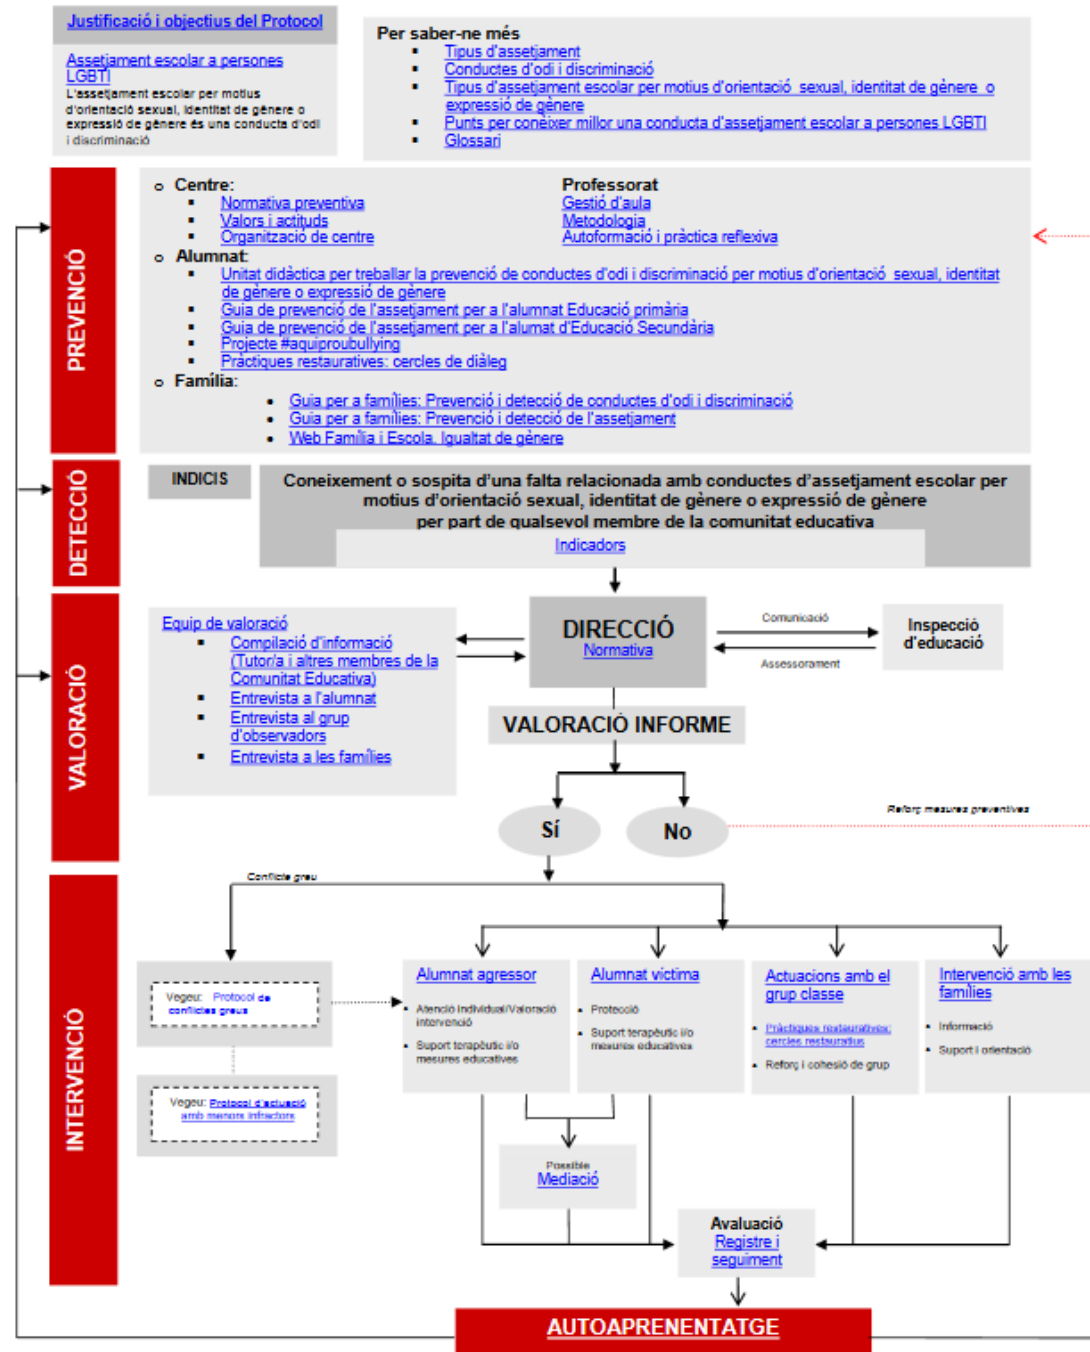 Justificació i objectius del Protocol
Assetjament escolar a persones
LGBTI
L'assetjament escolar per motius
d'orientació sexual, identitat de gènere o
expressió de gènere és una conducta d'odi
i discriminació
Per saber-ne més
Tipus d'assetjament
Conductes d'odi i discriminació
Tipus d'assetjament escolar per motius d'orientació sexual, identitat de gènere o
expressió de gènere
Punts per conèixer millor una conducta d'assetjament escolar a persones LGBTI
Glossari
PREVENCIÓ
Centre:
Normativa preventiva
Valors i actituds
Organització de centre
Professorat
Gestió d'aula
Metodologia
Autoformació i pràctica reflexiva
Alumnat:
Unitat didàctica per treballar la prevenció de conductes d'odi i discriminació per motius d'orientació sexual, identitat
de gènere o expressió de gènere
Guia de prevenció de l'assetjament per a l'alumnat Educació primària
Guia de prevenció de l'assetjament per a l'alumat d'Educació Secundària
Projecte #aquiproubullying
Pràctiques restauratives: cercles de diàleg
Família:
Guia per a famílies: Prevenció i detecció de conductes d'odi i discriminació
Guia per a famílies: Prevenció i detecció de l'assetjament
Web Família i Escola. Igualtat de gènere
DETECCIÓ
INDICIS
Coneixement o sospita d'una falta relacionada amb conductes d'assetjament escolar per
motius d'orientació sexual, identitat de gènere o expressió de gènere
per part de qualsevol membre de la comunitat educativa
Indicadors
VALORACIÓ
Equip de valoració
Compilació d'informació
(Tutor/a i altres membres de la
Comunitat Educativa)
Entrevista a l'alumnat
Entrevista al grup
d'observadors
Entrevista a les famílies
DIRECCIÓ
Normativa
Comunicació
Assessorament
Inspecció
d'educació
VALORACIÓ INFORME
Sí
No
Reforç mesures preventives
INTERVENCIÓ
Conflicte greu
Vegeu: Protocol de
conflictes greus
Vegeu: Protocol d'actuació
amb menors infractors
Alumnat agressor
Atenció individual/Valoració
intervenció
Suport terapèutic i/o
mesures educatives
Alumnat víctima
Protecció
Suport terapèutic i/o
mesures educatives
Actuacions amb el
grup classe
Pràctiques restauratives:
cercles restauratius
Reforç i cohesió de grup
Intervenció amb les
famílies
Informació
Suport i orientació
Possible
Mediació
Avaluació
Registre i
seguiment
AUTOAPRENENTATGE